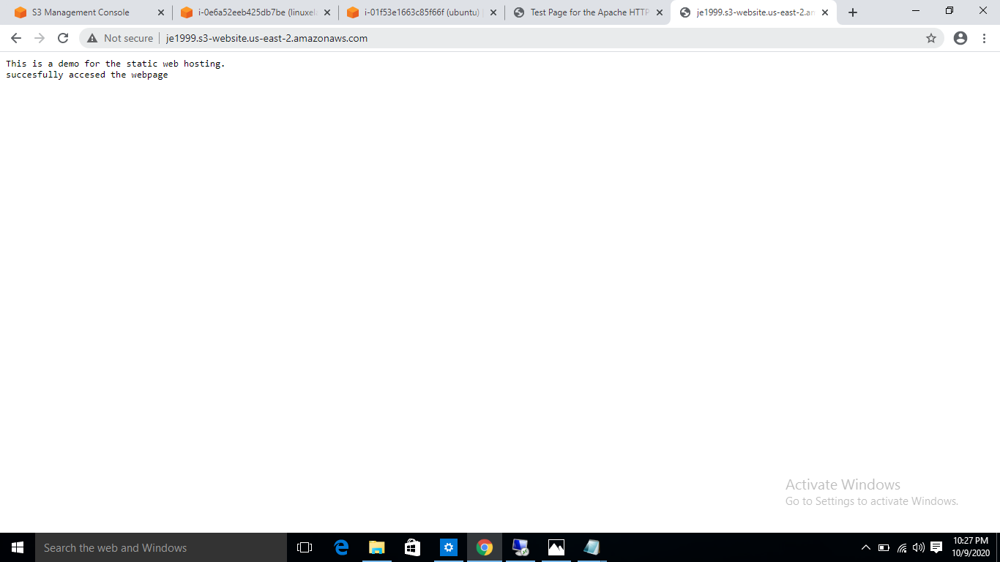 S3 Management Console
i-0e6a52eeb425db7be (linuxel
i-01f53e1663c85f66f (ubuntu) |
Test Page for the Apache HTTP
je1999.s3-website.us-east-2.am
Not secure
je1999.s3-website.us-east-2.amazonaws.com
This is a demo for the static web hosting.
succesfully accesed the webpage
Activate Windows
Go to Settings to activate Windows.
Search the web and Windows
10:27 PM
10/9/2020